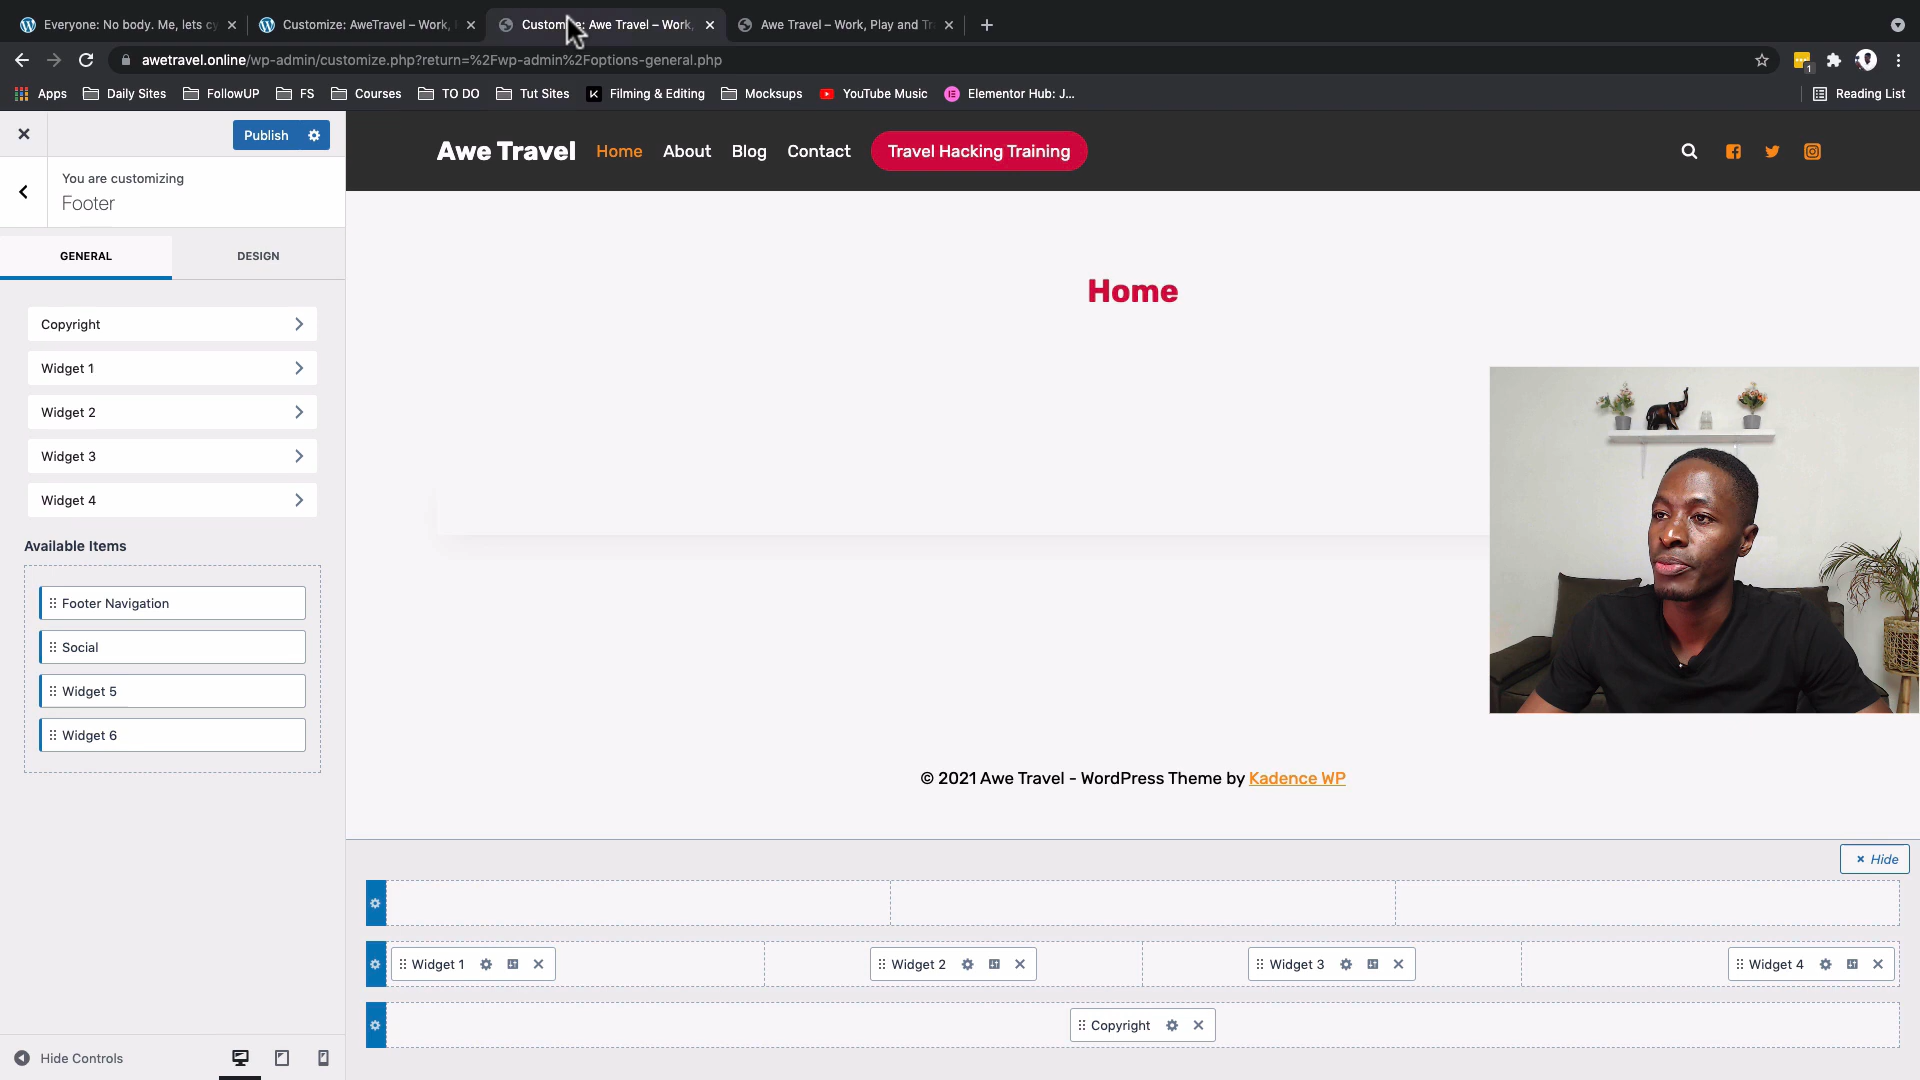 Everyone: No body. Me, lets cy
Customize: AweTravel – Work,
Customize: Awe Travel – Work,
Awe Travel – Work, Play and Tr
awetravel.online/wp-admin/customize.php?return=%2Fwp-admin%2Foptions-general.php
1
Apps
Daily Sites
FollowUP
FS
Courses
TO DO
Tut Sites
Filming & Editing
Mocksups
YouTube Music
Elementor Hub: J...
Reading List
Publish
You are customizing
Footer
GENERAL
DESIGN
Copyright
Widget 1
Widget 2
Widget 3
Widget 4
Available Items
Footer Navigation
Social
Widget 5
Widget 6
Hide Controls
Awe Travel
Home
About
Blog
Contact
Travel Hacking Training
Home
© 2021 Awe Travel - WordPress Theme by Kadence WP
Hide
Widget 1
Widget 2
Widget 3
Widget 4
Copyright